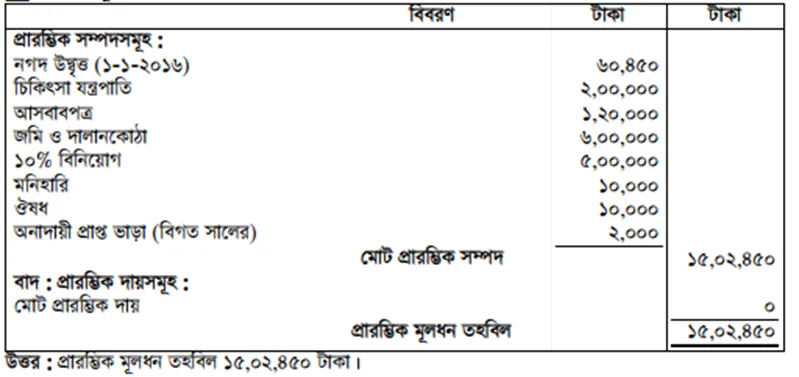 বিবরণ টাকা টাকা
প্রারম্ভিক সম্পদসমূহ :
নগদ উদ্বৃত্ত (১-১-২০১৬) ৬০,৪৫০
চিকিৎসা যন্ত্রপাতি ২,০০,০০০
আসবাবপত্র ১,২০,০০০
জমি ও দালানকোঠা ৬,০০,০০০
১০% বিনিয়োগ ৫,০০,০০০
মনিহারি ১০,০০০
ঔষধ ১০,০০০
অনাদায়ী প্রাপ্ত ভাড়া (বিগত সালের) ২,০০০
মোট প্রারম্ভিক সম্পদ ১৫,০২,৪৫০
বাদ : প্রারম্ভিক দায়সমূহ :
মোট প্রারম্ভিক দায় ০
প্রারম্ভিক মূলধন তহবিল ১৫,০২,৪৫০
উত্তর : প্রারম্ভিক মূলধন তহবিল ১৫,০২,৪৫০ টাকা।